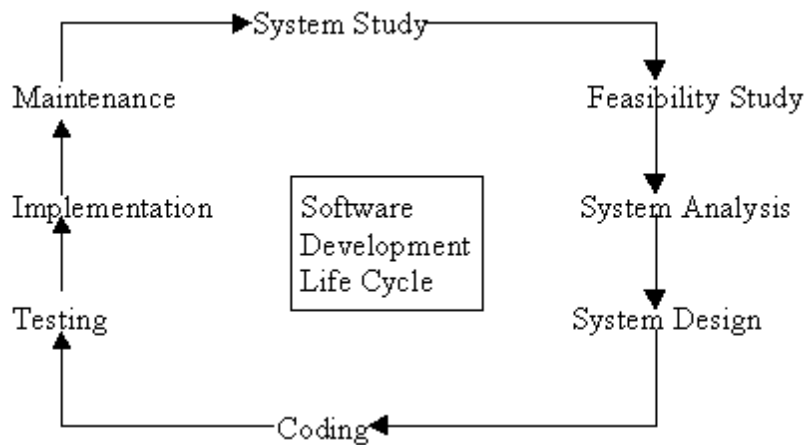 System Study
Maintenance
Feasibility Study
Implementation
Software
Development
Life Cycle
System Analysis
Testing
System Design
Coding